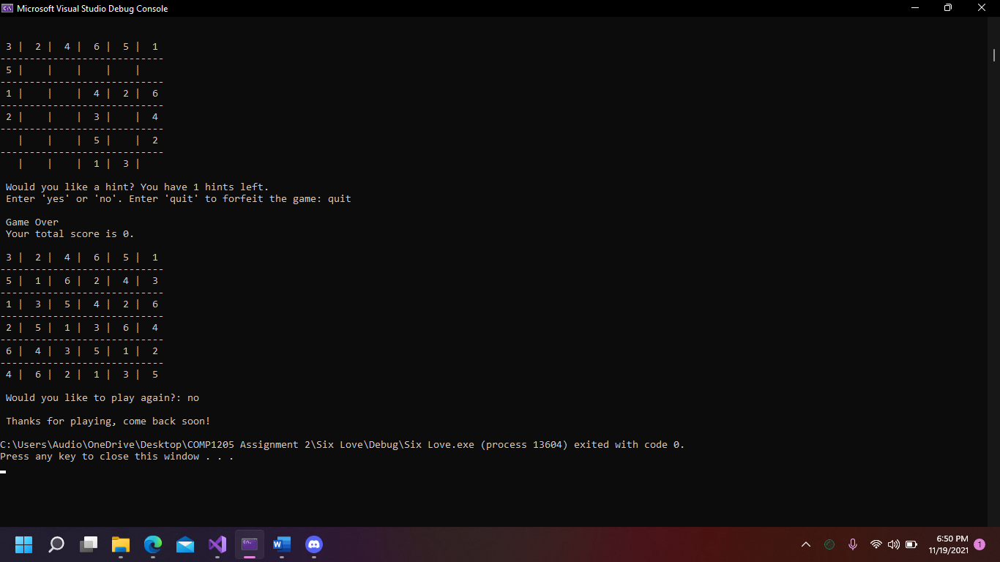 Microsoft Visual Studio Debug Console
3 | 2 | 4 | 6 | 5 | 1
----------------------------
5 | | | | |
----------------------------
1 | | | 4 | 2 | 6
----------------------------
2 | | | 3 | | 4
----------------------------
| | | 5 | | 2
----------------------------
| | | 1 | 3 |
Would you like a hint? You have 1 hints left.
Enter 'yes' or 'no'. Enter 'quit' to forfeit the game: quit
Game Over
Your total score is 0.
3 | 2 | 4 | 6 | 5 | 1
----------------------------
5 | 1 | 6 | 2 | 4 | 3
----------------------------
1 | 3 | 5 | 4 | 2 | 6
----------------------------
2 | 5 | 1 | 3 | 6 | 4
----------------------------
6 | 4 | 3 | 5 | 1 | 2
----------------------------
4 | 6 | 2 | 1 | 3 | 5
Would you like to play again?: no
Thanks for playing, come back soon!
C:\Users\Audio\OneDrive\Desktop\COMP1205 Assignment 2\Six Love\Debug\Six Love.exe (process 13604) exited with code 0.
Press any key to close this window . . .
6:50 PM
11/19/2021
1